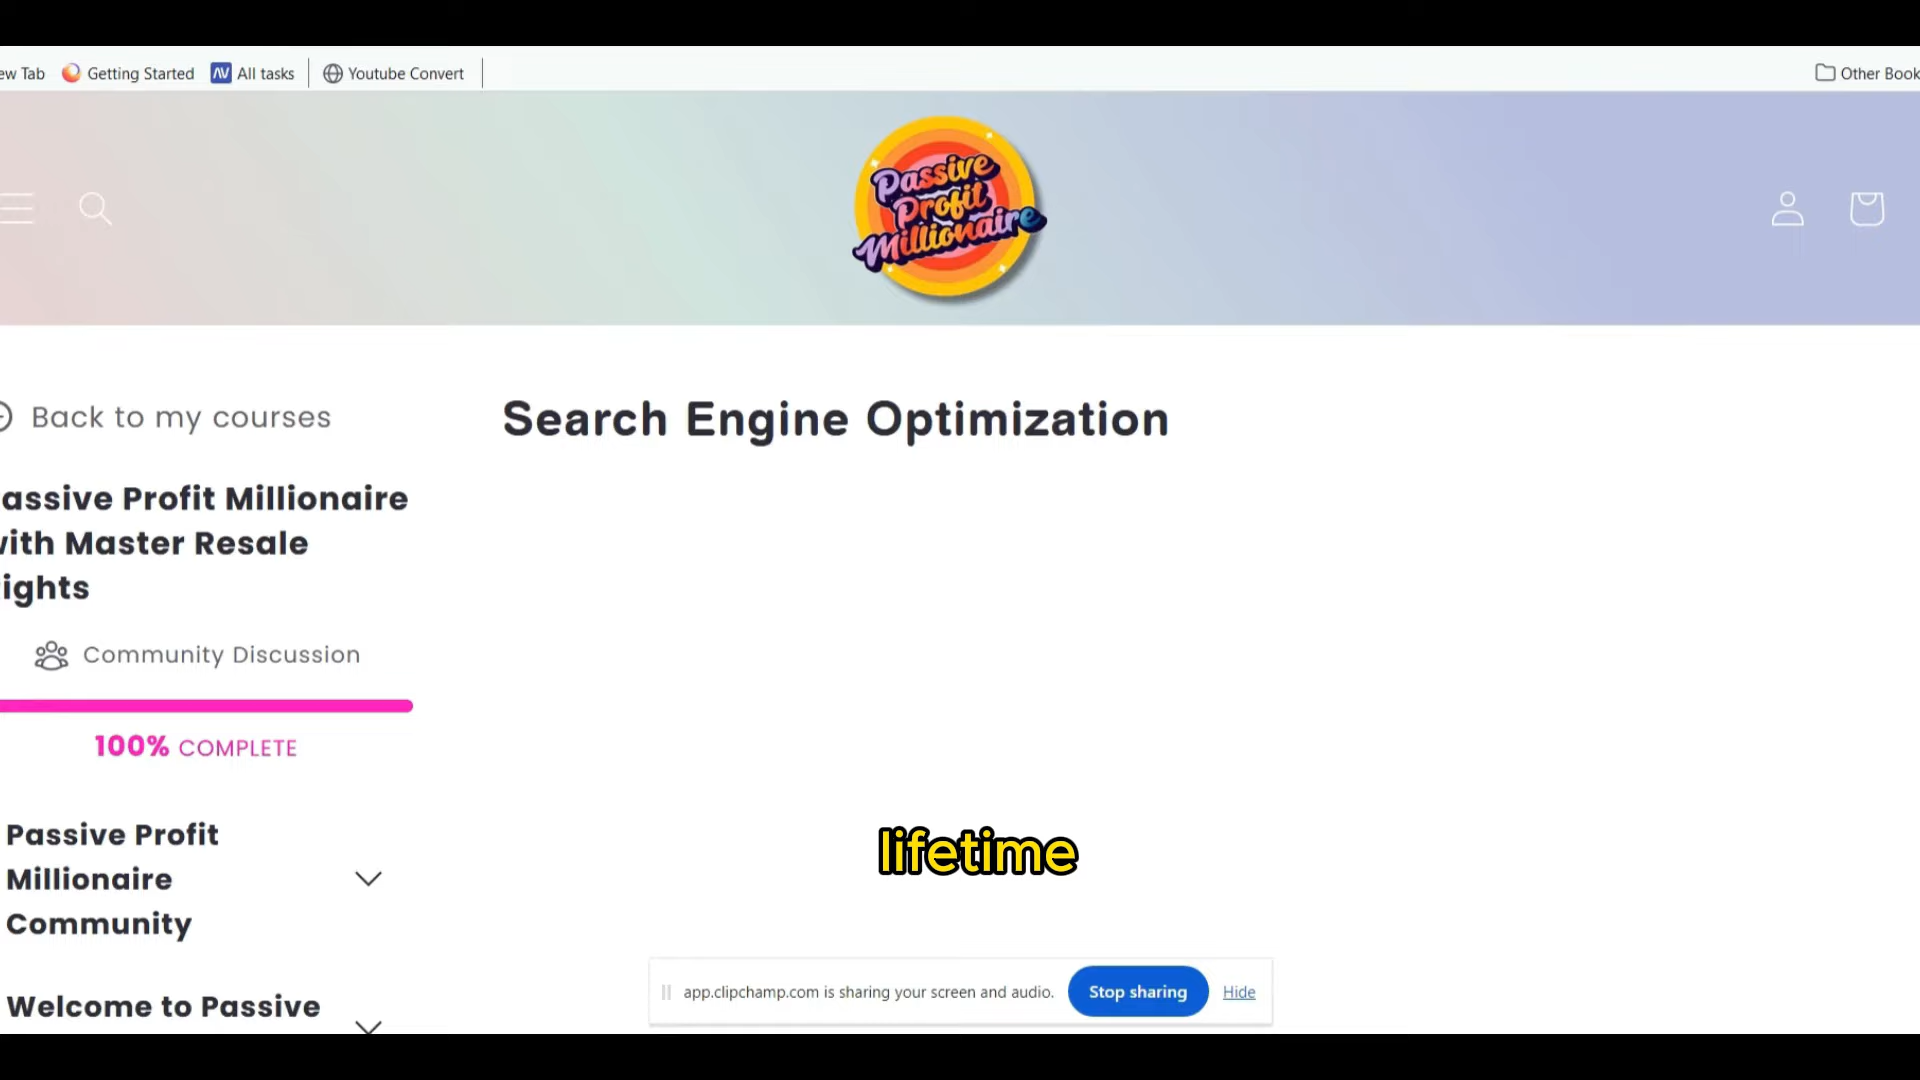 ew Tab
Getting Started
All tasks
Youtube Convert
Other Book
Passive
Profit
Millionaire
Back to my courses
Search Engine Optimization
assive Profit Millionaire
with Master Resale
ights
Community Discussion
100% COMPLETE
Passive Profit
Millionaire
Community
lifetime
app.clipchamp.com is sharing your screen and audio.
Stop sharing
Hide
Welcome to Passive